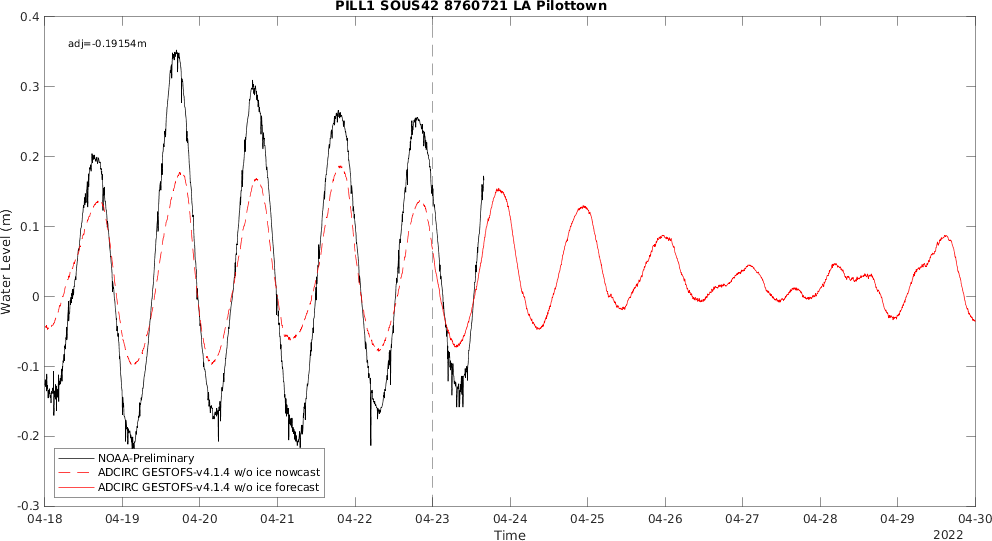 PILL1 SOUS42 8760721 LA Pilottown
adj=-0.19154m
Water Level (m)
0.4
0.3
0.2
0.1
0
-0.1
-0.2
-0.3
NOAA-Preliminary
ADCIRC GESTOFS-v4.1.4 w/o ice nowcast
ADCIRC GESTOFS-v4.1.4 w/o ice forecast
04-18 04-19 04-20 04-21 04-22 04-23 04-24 04-25 04-26 04-27 04-28 04-29 04-30
Time
2022